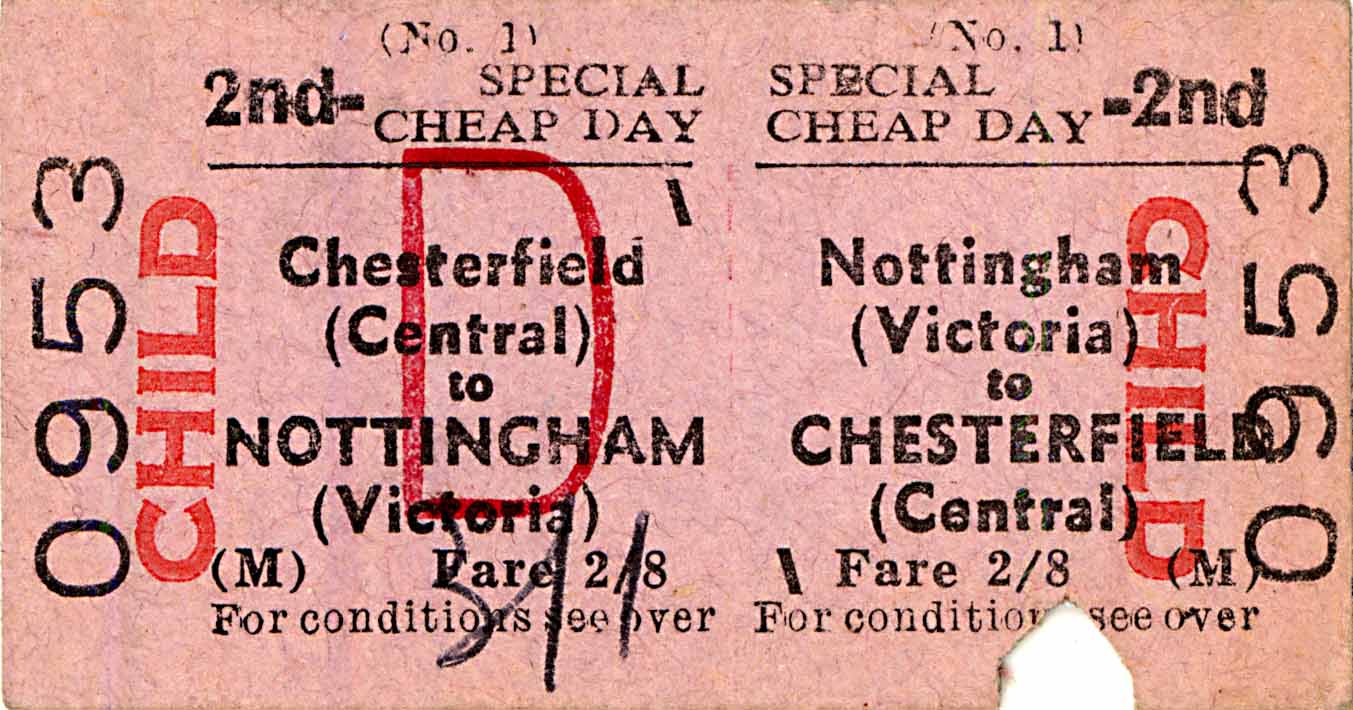 (No. 1)
2nd- SPECIAL
CHEAP DAY
Chesterfield
(Central)
to
NOTTINGHAM
(Victoria)
(M) Fare 2/8
For conditions see over
CHILD
0953
D
(No. 1)
SPECIAL -2nd
CHEAP DAY
Nottingham
(Victoria)
to
CHESTERFIELD
(Central)
Fare 2/8 (M)
For conditions see over
CHILD
0953